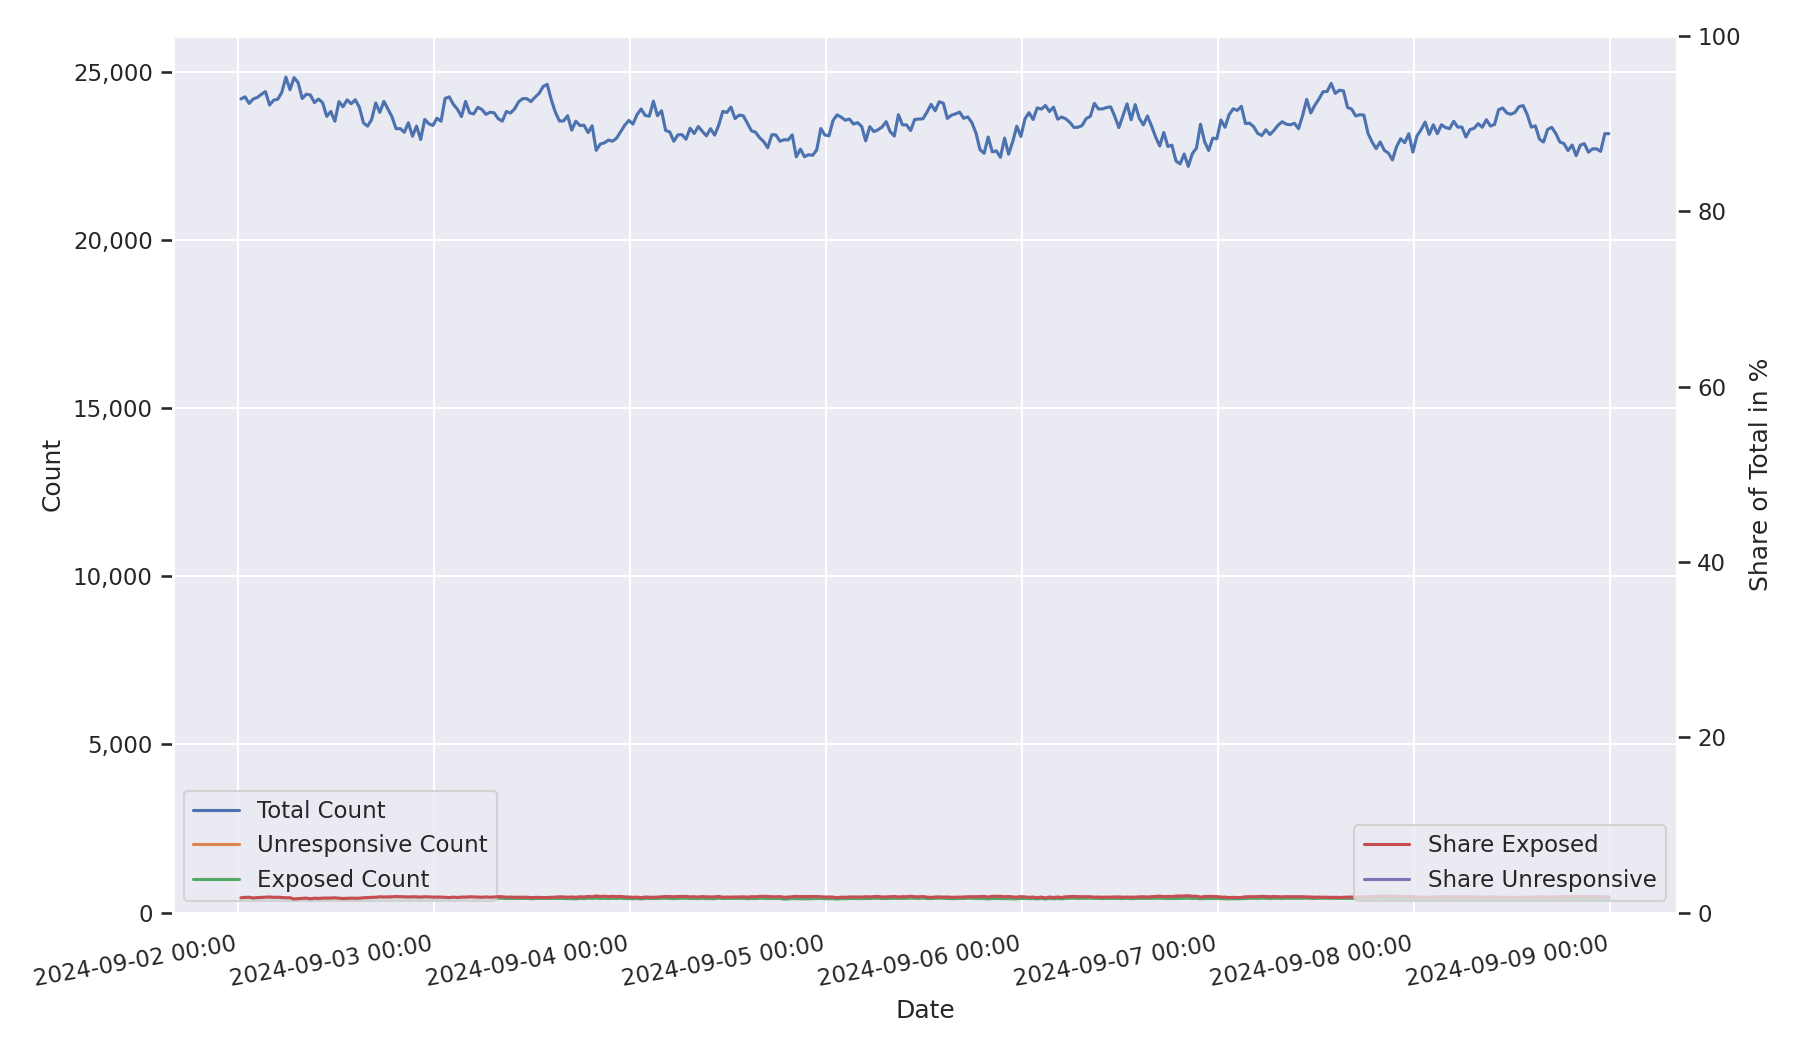 25,000
20,000
15,000
10,000
5,000
0
Count
100
80
60
40
20
0
Share of Total in %
Total Count
Unresponsive Count
Exposed Count
Share Exposed
Share Unresponsive
2024-09-02 00:00
2024-09-03 00:00
2024-09-04 00:00
2024-09-05 00:00
2024-09-06 00:00
2024-09-07 00:00
2024-09-08 00:00
2024-09-09 00:00
Date